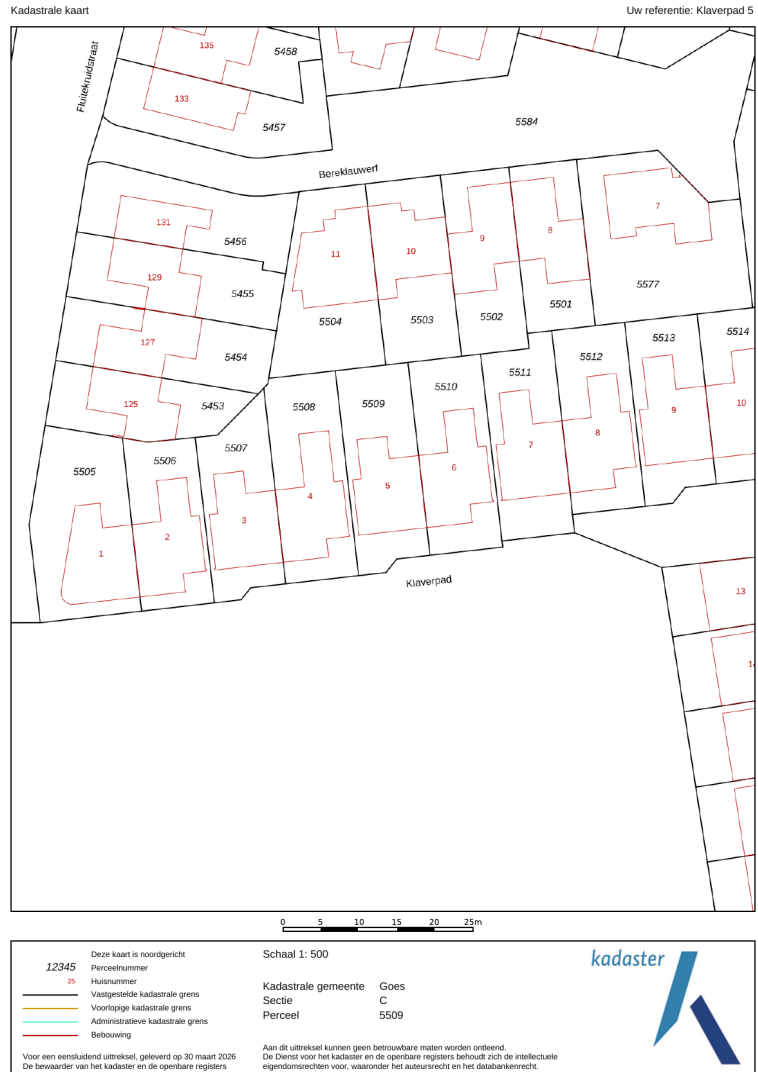 Kadastrale kaart
Uw referentie: Klaverpad 5
Fluitekruidstraat
135
5458
133
5457
5584
Bereklauwerf
131
5456
129
5455
127
5454
125
5453
11
10
9
8
7
5504
5503
5502
5501
5577
5505
5506
5507
5508
5509
5510
5511
5512
5513
5514
1
2
3
4
5
6
7
8
9
10
Klaverpad
13
0 5 10 15 20 25m
Deze kaart is noordgericht
12345 Perceelnummer
25 Huisnummer
Vastgestelde kadastrale grens
Voorlopige kadastrale grens
Administratieve kadastrale grens
Bebouwing
Voor een eensluidend uittreksel, geleverd op 30 maart 2026
De bewaarder van het kadaster en de openbare registers
Schaal 1: 500
Kadastrale gemeente Goes
Sectie C
Perceel 5509
Aan dit uittreksel kunnen geen betrouwbare maten worden ontleend.
De Dienst voor het kadaster en de openbare registers behoudt zich de intellectuele
eigendomsrechten voor, waaronder het auteursrecht en het databankenrecht.
kadaster